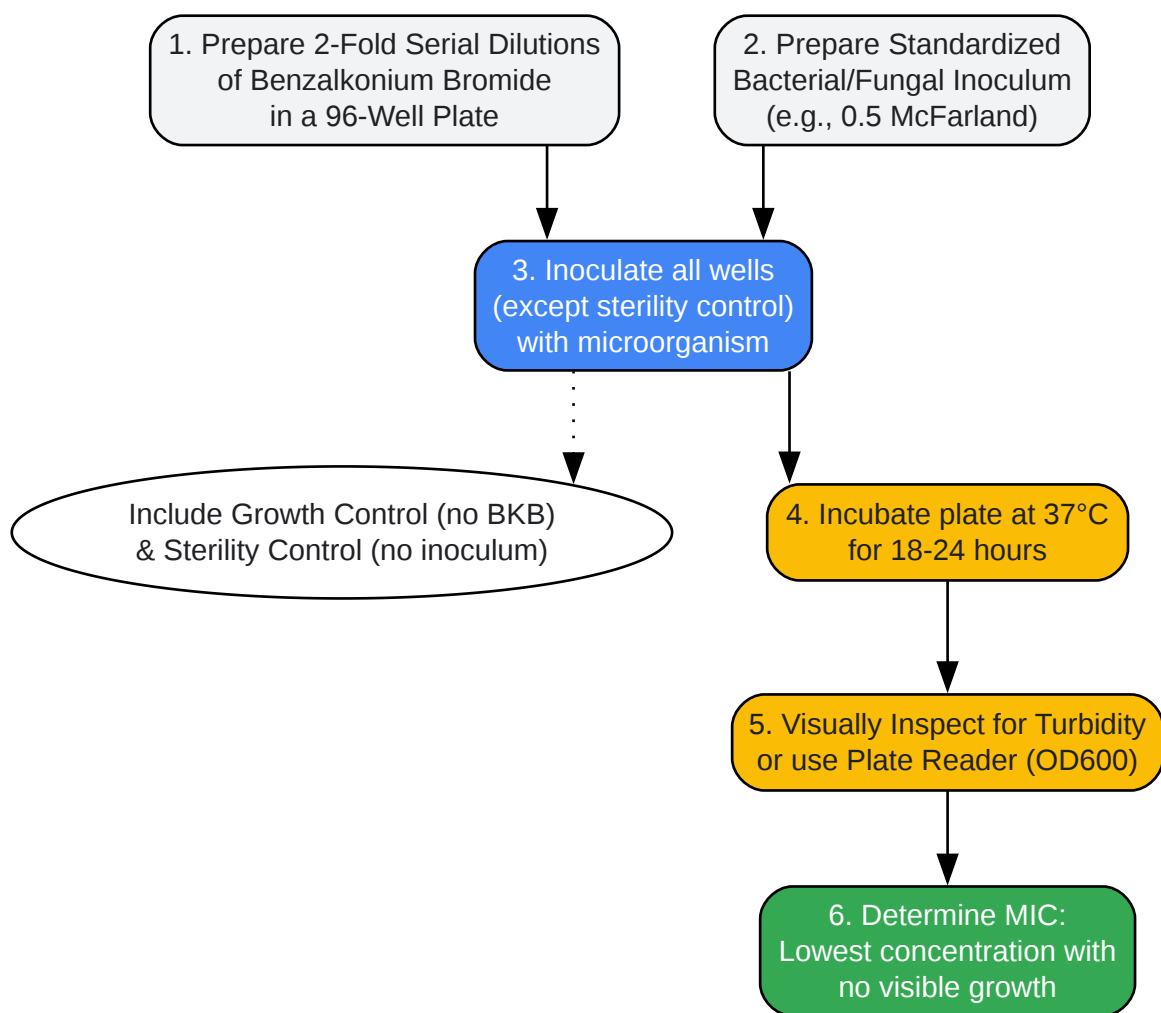 1. Prepare 2-Fold Serial Dilutions
of Benzalkonium Bromide
in a 96-Well Plate
2. Prepare Standardized
Bacterial/Fungal Inoculum
(e.g., 0.5 McFarland)
3. Inoculate all wells
(except sterility control)
with microorganism
Include Growth Control (no BKB)
& Sterility Control (no inoculum)
4. Incubate plate at 37°C
for 18-24 hours
5. Visually Inspect for Turbidity
or use Plate Reader (OD600)
6. Determine MIC:
Lowest concentration with
no visible growth